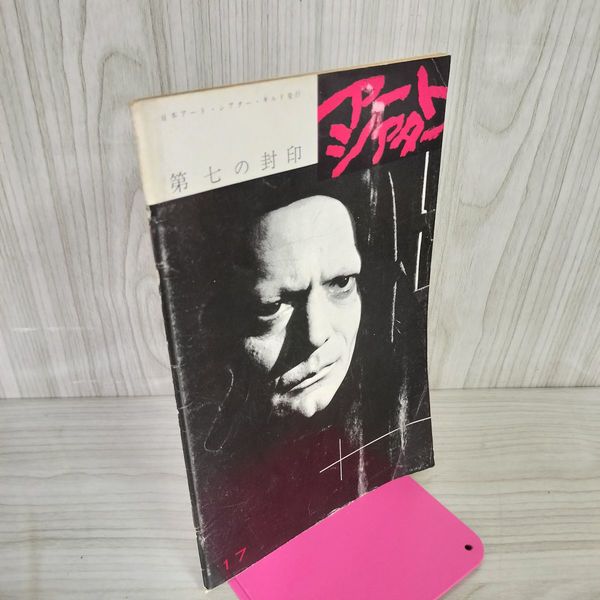 日本アート・シアター・ギルド発行
アート
シアター
第七の封印
17